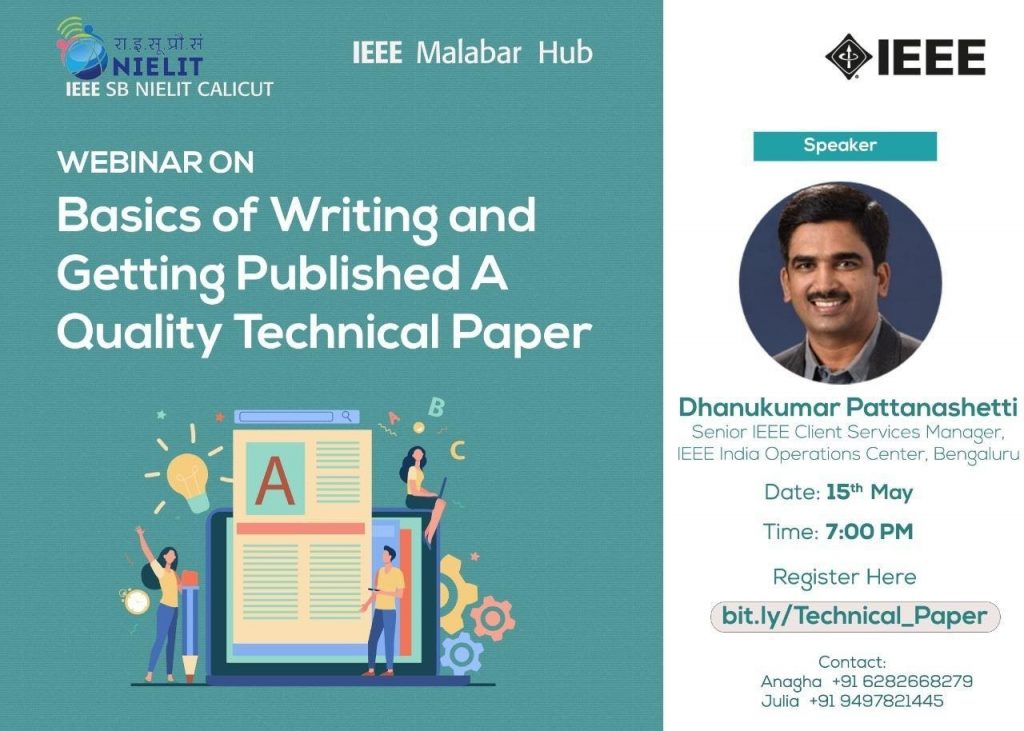 रा.इ.सू.प्रौ.सं
NIELIT
IEEE SB NIELIT CALICUT
IEEE Malabar Hub
WEBINAR ON
Basics of Writing and
Getting Published A
Quality Technical Paper
A
A
B
C
IEEE
Speaker
Dhanukumar Pattanashetti
Senior IEEE Client Services Manager,
IEEE India Operations Center, Bengaluru
Date: 15th May
Time: 7:00 PM
Register Here
bit.ly/Technical_Paper
Contact:
Anagha +91 6282668279
Julia +91 9497821445